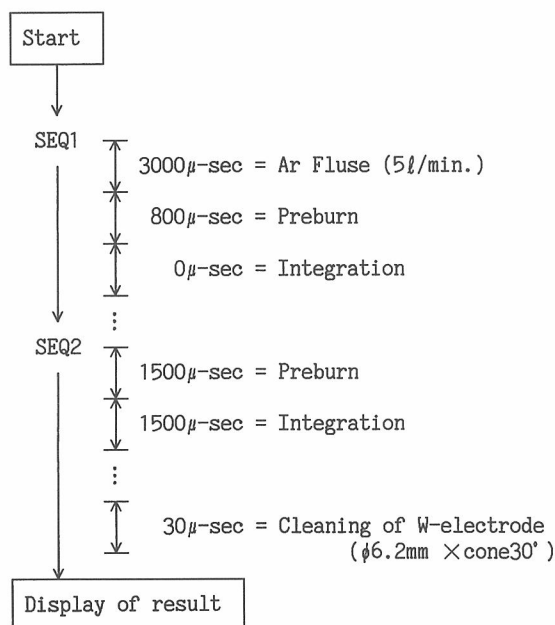 Start
SEQ1
3000μ-sec = Ar Fluse (5ℓ/min.)
800μ-sec = Preburn
0μ-sec = Integration
⋮
SEQ2
1500μ-sec = Preburn
1500μ-sec = Integration
⋮
30μ-sec = Cleaning of W-electrode
(ϕ6.2mm ×cone30°)
Display of result